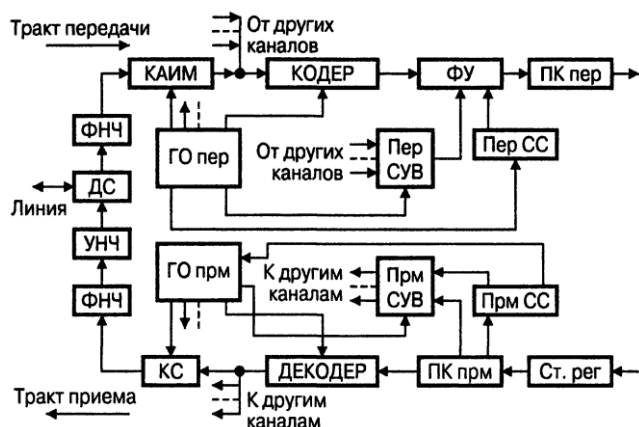 Тракт передачи
От других
каналов
КАИМ
КОДЕР
ФУ
ПК пер
ФНЧ
ГО пер
От других
каналов
Пер
СУВ
Пер СС
ДС
Линия
УНЧ
ГО прм
К другим
каналам
Прм
СУВ
Прм СС
ФНЧ
КС
ДЕКОДЕР
ПК прм
Ст. рег
Тракт приема
К другим
каналам